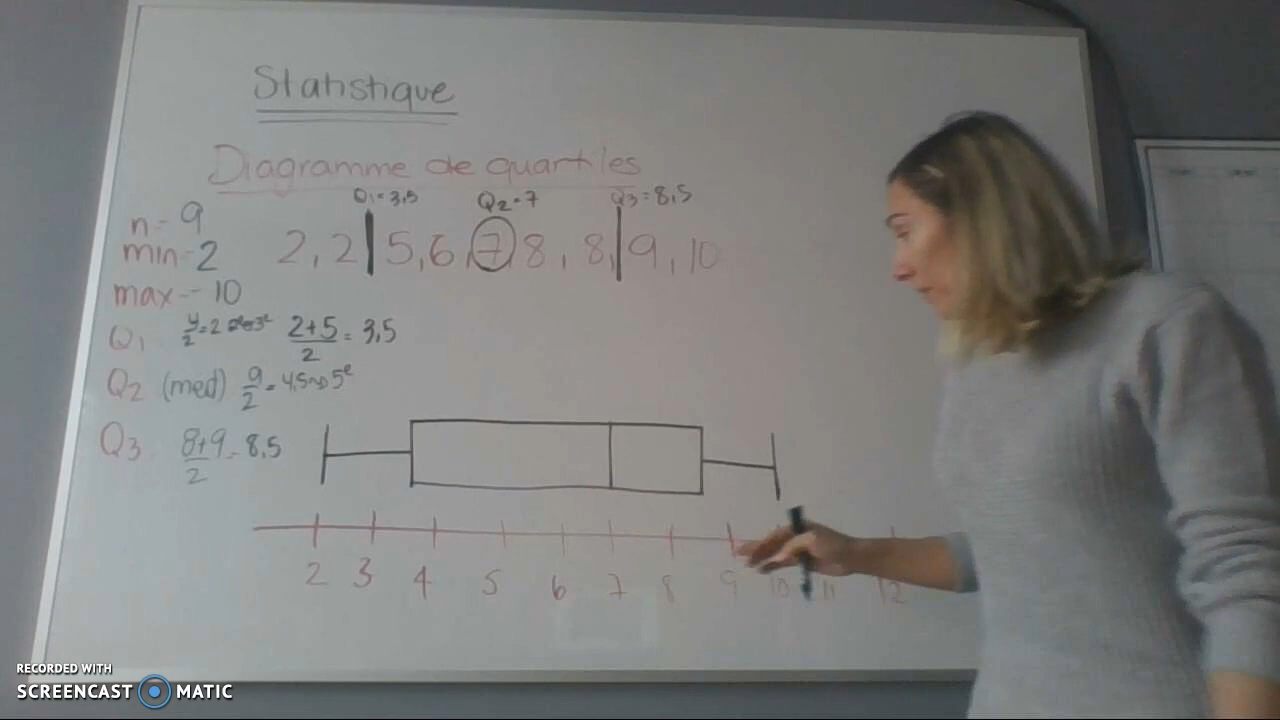 Statistique
Diagramme de quartiles
Q1=3,5 Q2=7 Q3=8,5
n=9
2, 2 | 5, 6, 7, 8, 8, | 9, 10
min=2
max=10
Q1 4/2=2 2+5/2=3,5
Q2 (med) 9/2=4,5 → 5e
Q3 8+9/2=8,5
2 3 4 5 6 7 8 9 10 11 12
RECORDED WITH
SCREENCAST MATIC